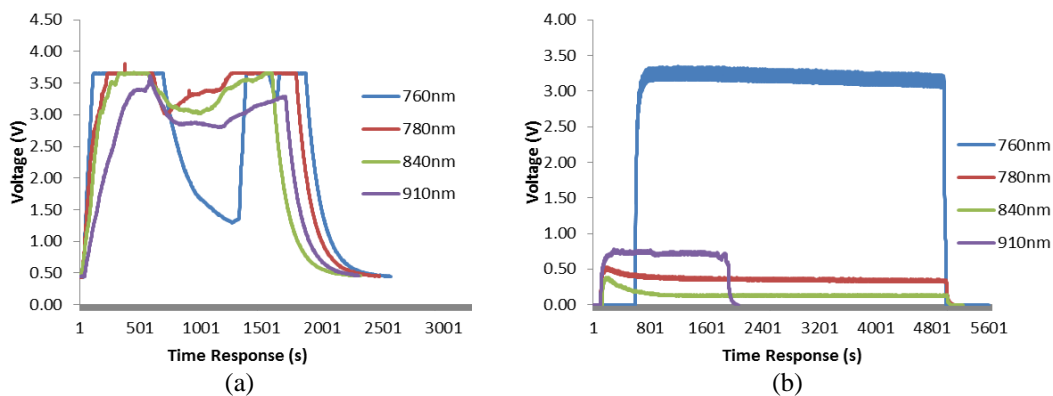 4.50
4.00
3.50
3.00
2.50
2.00
1.50
1.00
0.50
0.00
Voltage (V)
1 501 1001 1501 2001 2501 3001
Time Response (s)
760nm
780nm
840nm
910nm
(a)
4.00
3.50
3.00
2.50
2.00
1.50
1.00
0.50
0.00
Voltage (V)
1 801 1601 2401 3201 4001 4801 5601
Time Response (s)
760nm
780nm
840nm
910nm
(b)